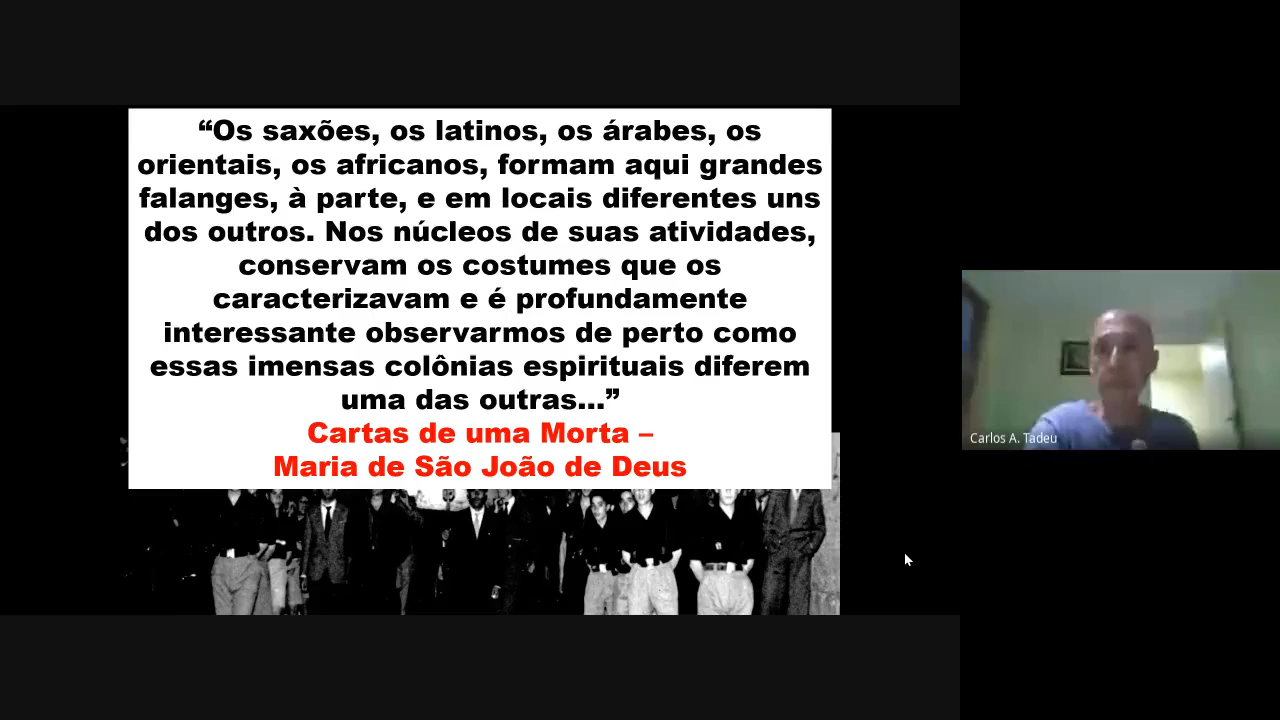 “Os saxões, os latinos, os árabes, os
orientais, os africanos, formam aqui grandes
falanges, à parte, e em locais diferentes uns
dos outros. Nos núcleos de suas atividades,
conservam os costumes que os
caracterizavam e é profundamente
interessante observarmos de perto como
essas imensas colônias espirituais diferem
uma das outras...”
Cartas de uma Morta –
Maria de São João de Deus
Carlos A. Tadeu